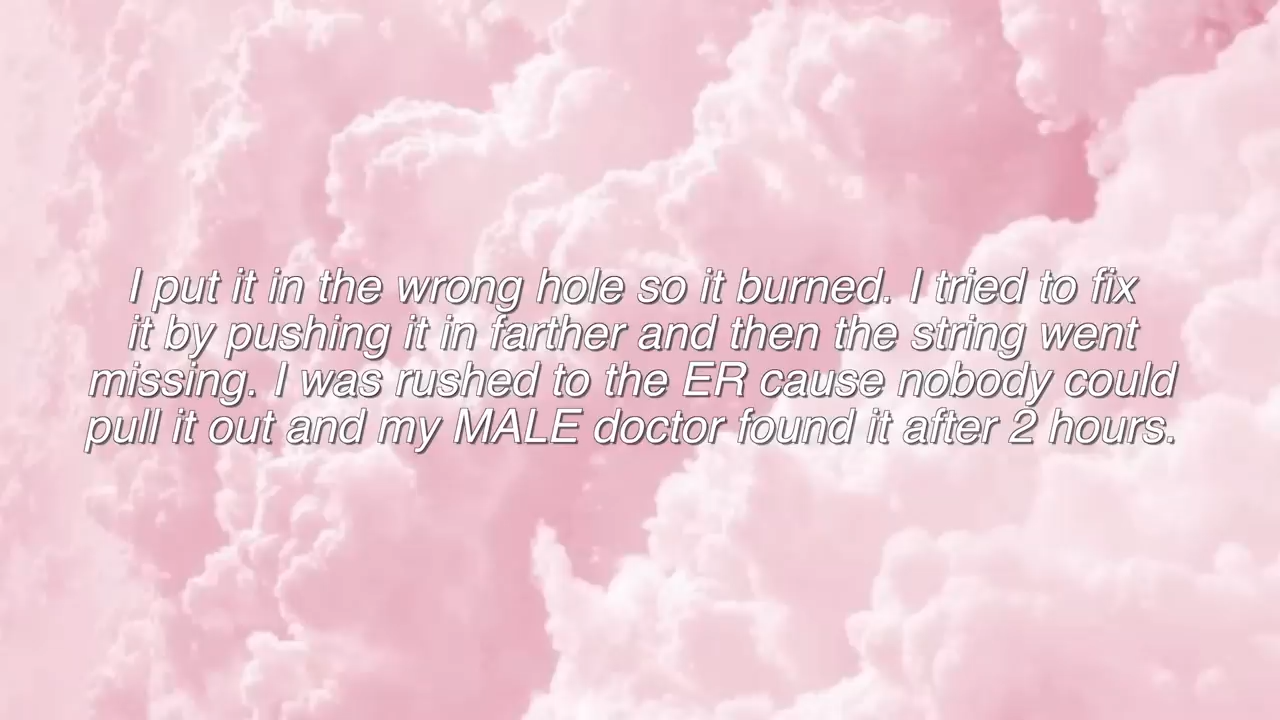 I put it in the wrong hole so it burned. I tried to fix
it by pushing it in farther and then the string went
missing. I was rushed to the ER cause nobody could
pull it out and my MALE doctor found it after 2 hours.